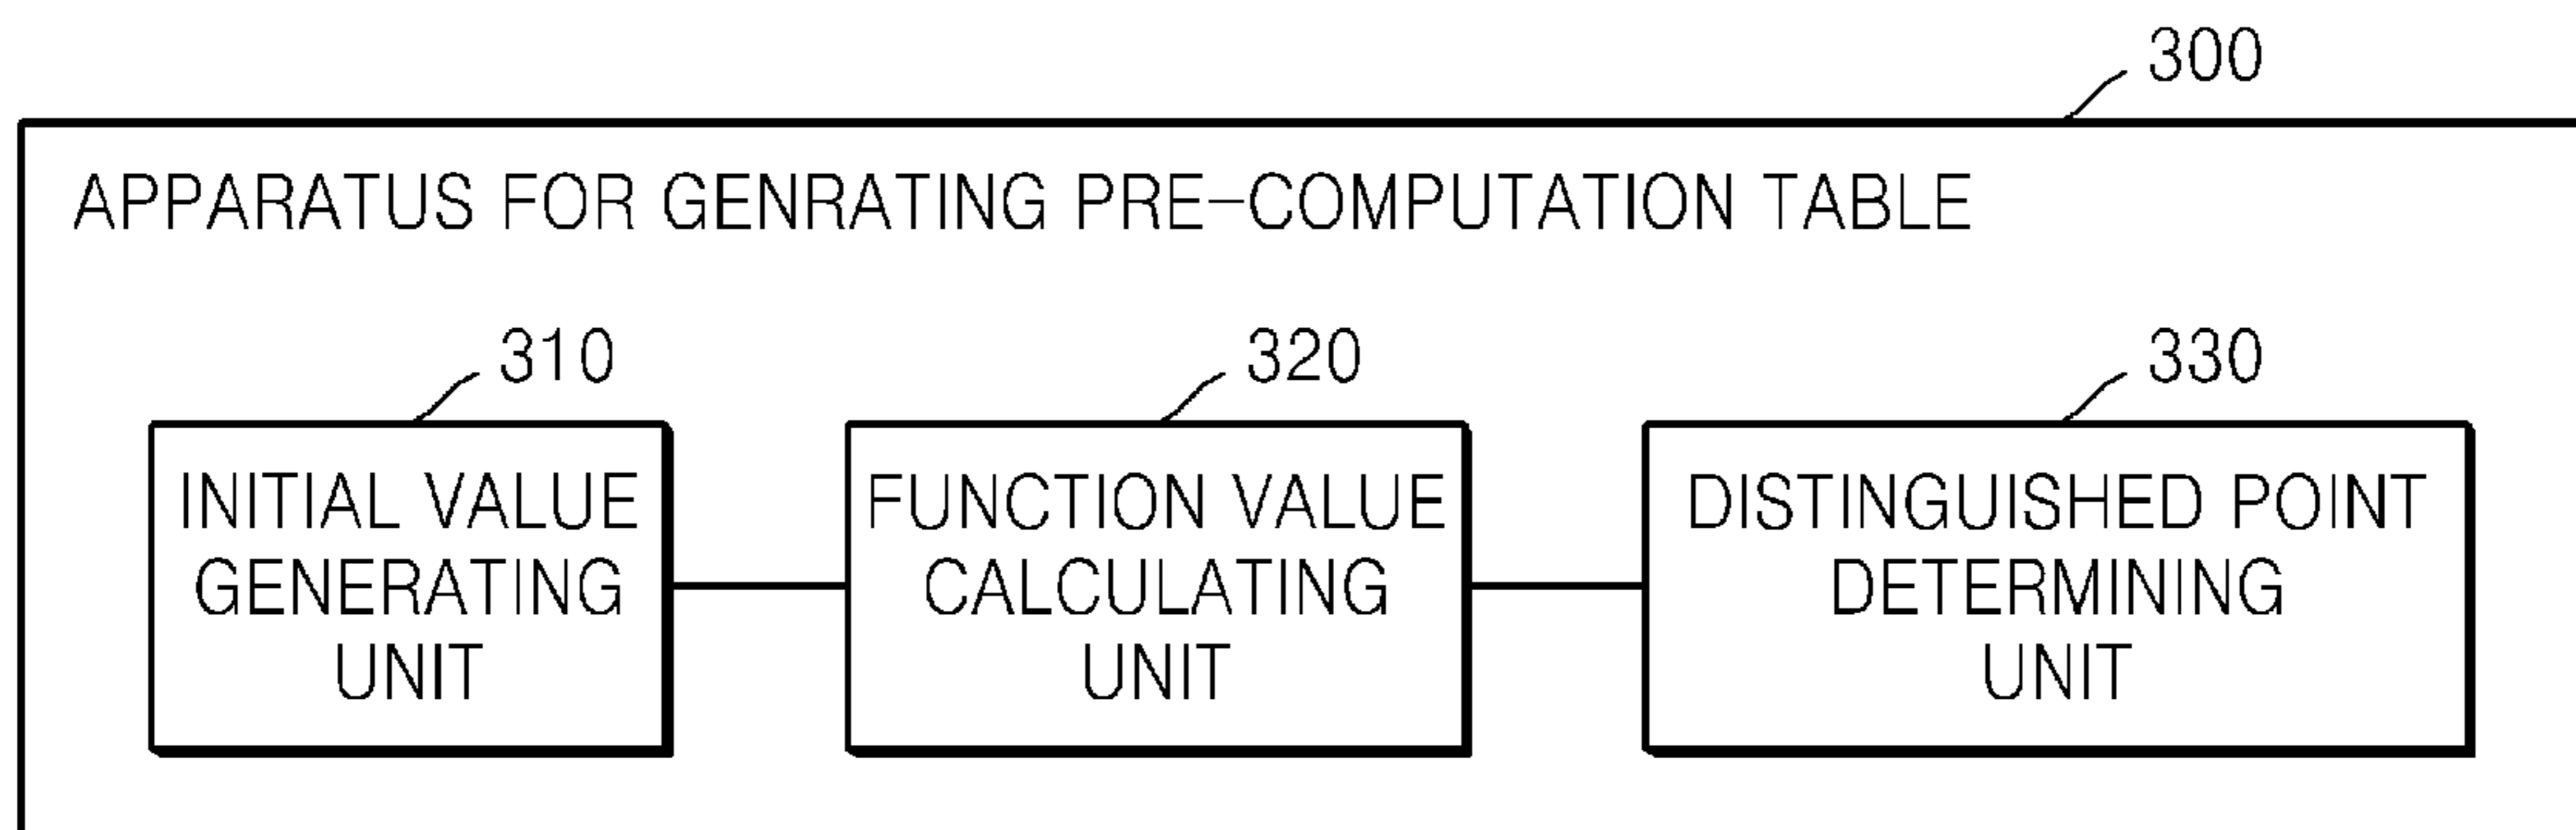 300
APPARATUS FOR GENRATING PRE-COMPUTATION TABLE
310
320
330
INITIAL VALUE
GENERATING
UNIT
FUNCTION VALUE
CALCULATING
UNIT
DISTINGUISHED POINT
DETERMINING
UNIT